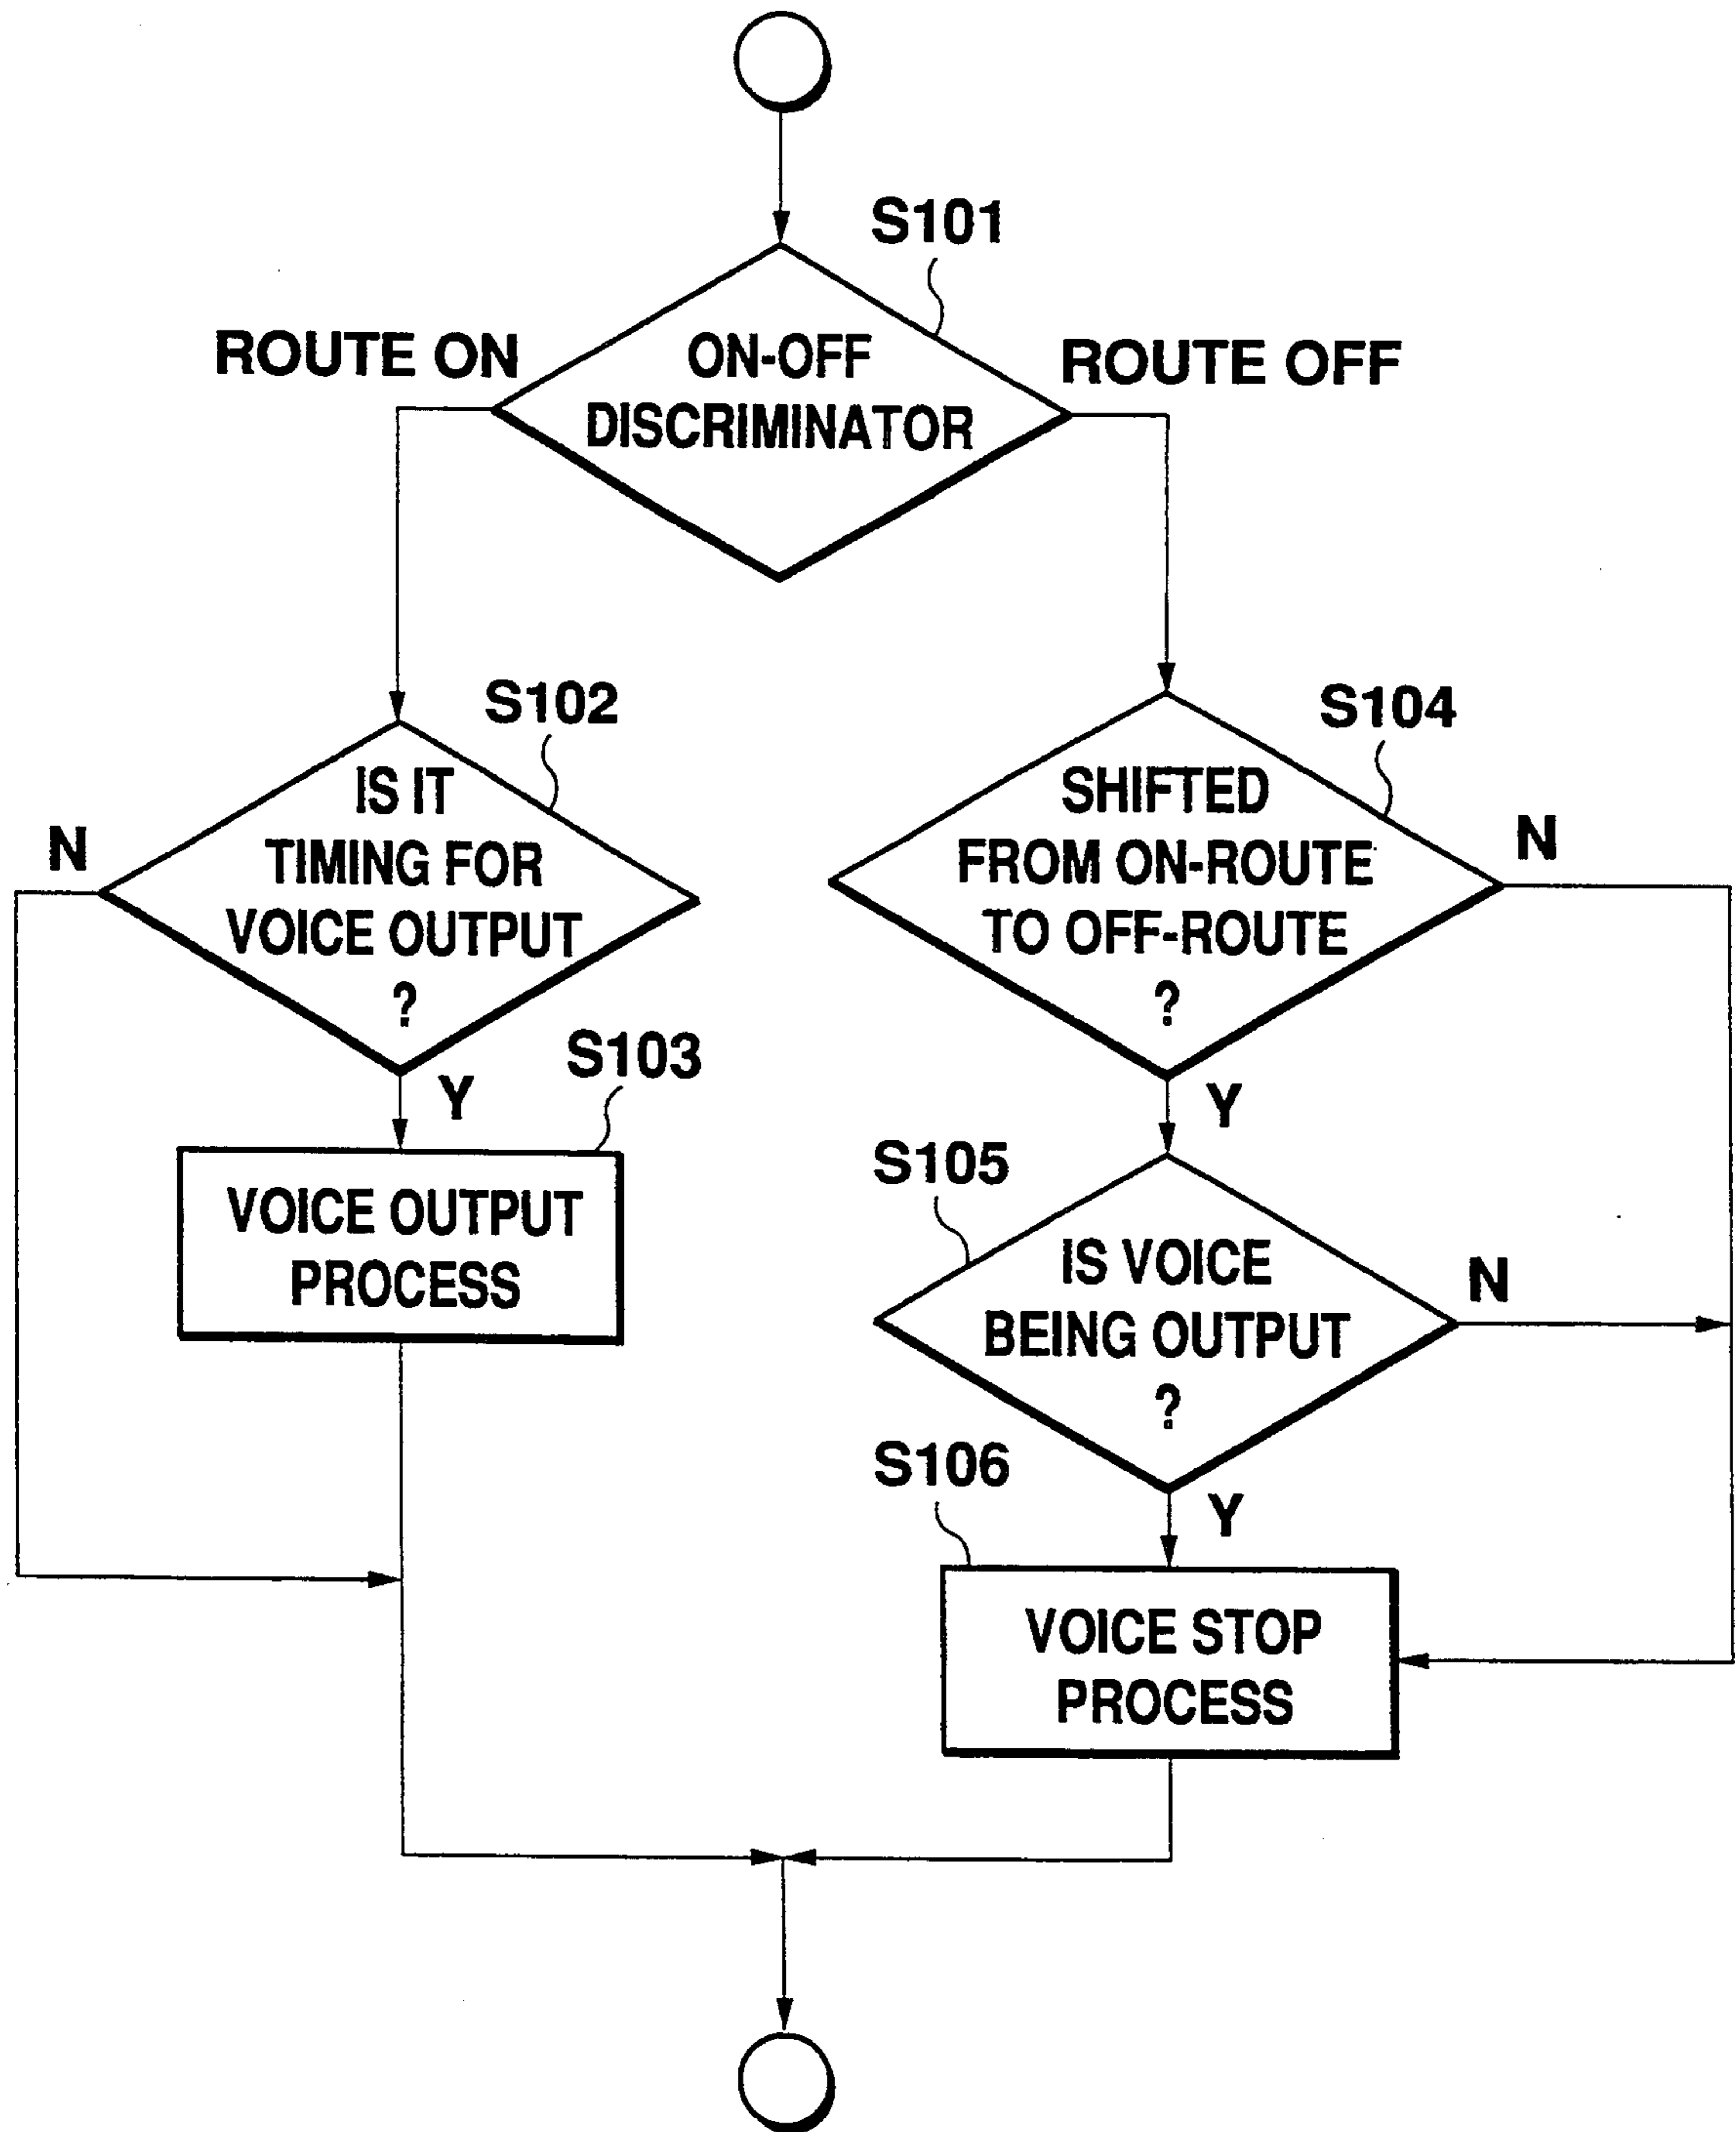 S101
ROUTE ON
ON-OFF
DISCRIMINATOR
ROUTE OFF
S102
IS IT
TIMING FOR
VOICE OUTPUT
?
N
Y
S103
VOICE OUTPUT
PROCESS
S104
SHIFTED
FROM ON-ROUTE
TO OFF-ROUTE
?
N
Y
S105
IS VOICE
BEING OUTPUT
?
N
Y
S106
VOICE STOP
PROCESS